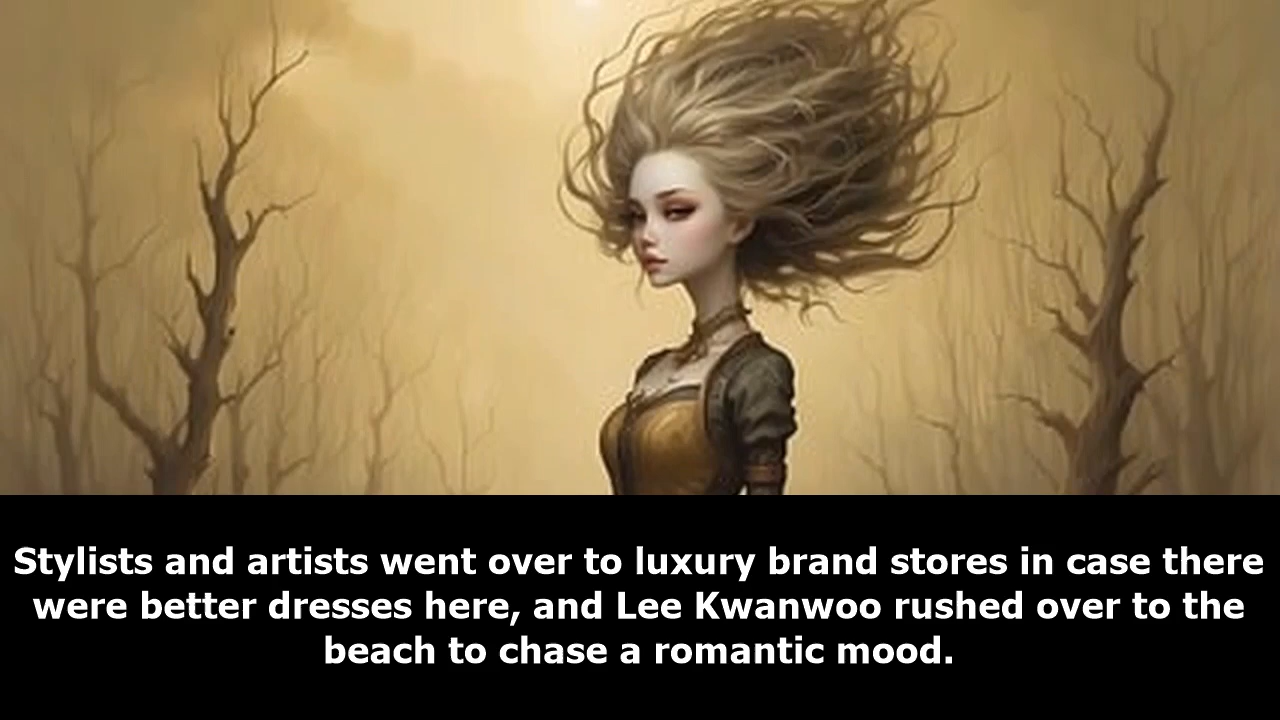 Stylists and artists went over to luxury brand stores in case there
were better dresses here, and Lee Kwanwoo rushed over to the
beach to chase a romantic mood.